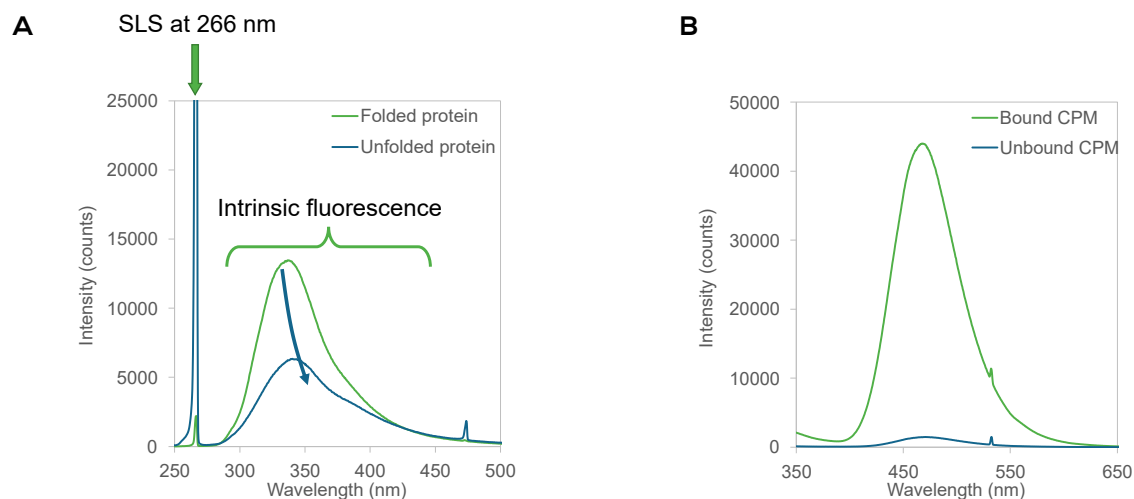 A
SLS at 266 nm
25000
20000
15000
10000
5000
0
Folded protein
Unfolded protein
Intrinsic fluorescence
Intensity (counts)
250 300 350 400 450 500
Wavelength (nm)
B
50000
40000
30000
20000
10000
0
Bound CPM
Unbound CPM
Intensity (counts)
350 450 550 650
Wavelength (nm)